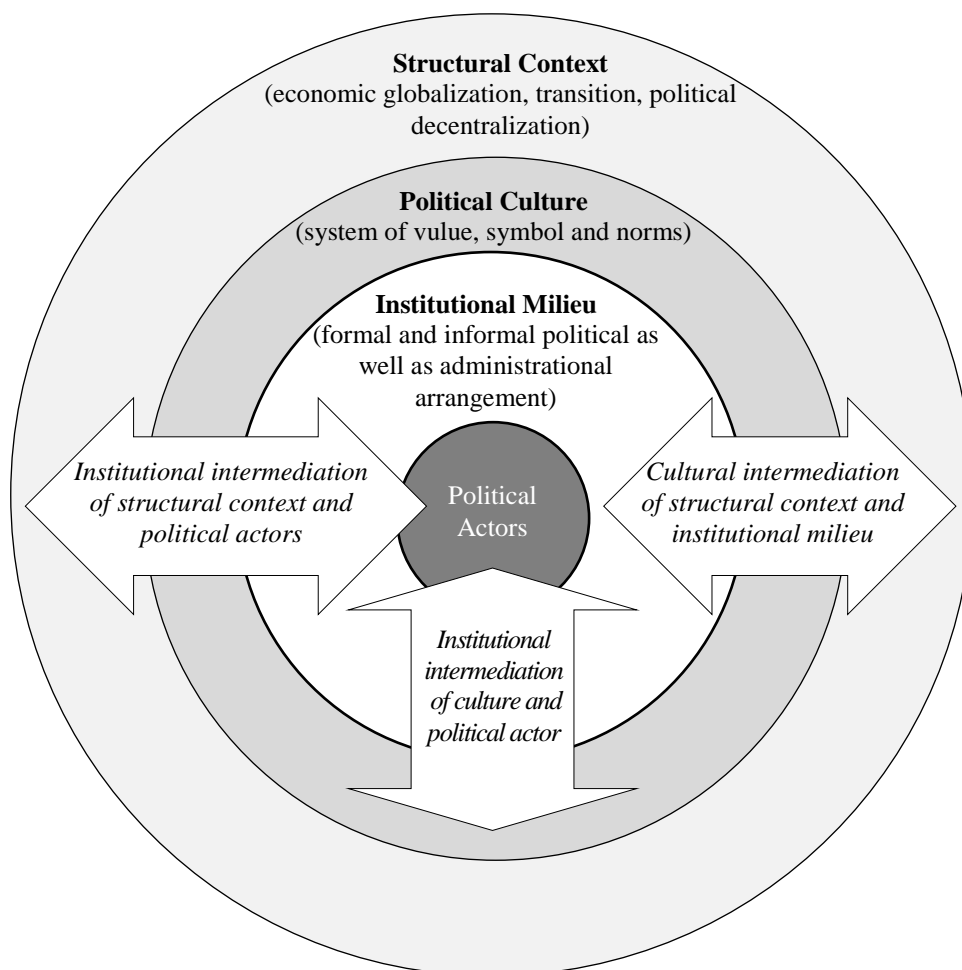 Structural Context
(economic globalization, transition, political
decentralization)
Political Culture
(system of vulue, symbol and norms)
Institutional Milieu
(formal and informal political as
well as administrational
arrangement)
Institutional intermediation
of structural context and
political actors
Political
Actors
Cultural intermediation
of structural context and
institutional milieu
Institutional
intermediation
of culture and
political actor